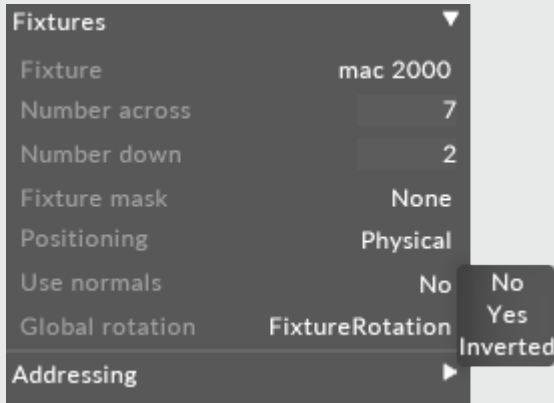 Fixtures
Fixture mac 2000
Number across 7
Number down 2
Fixture mask None
Positioning Physical
Use normals No
Global rotation FixtureRotation
Addressing
No
Yes
Inverted